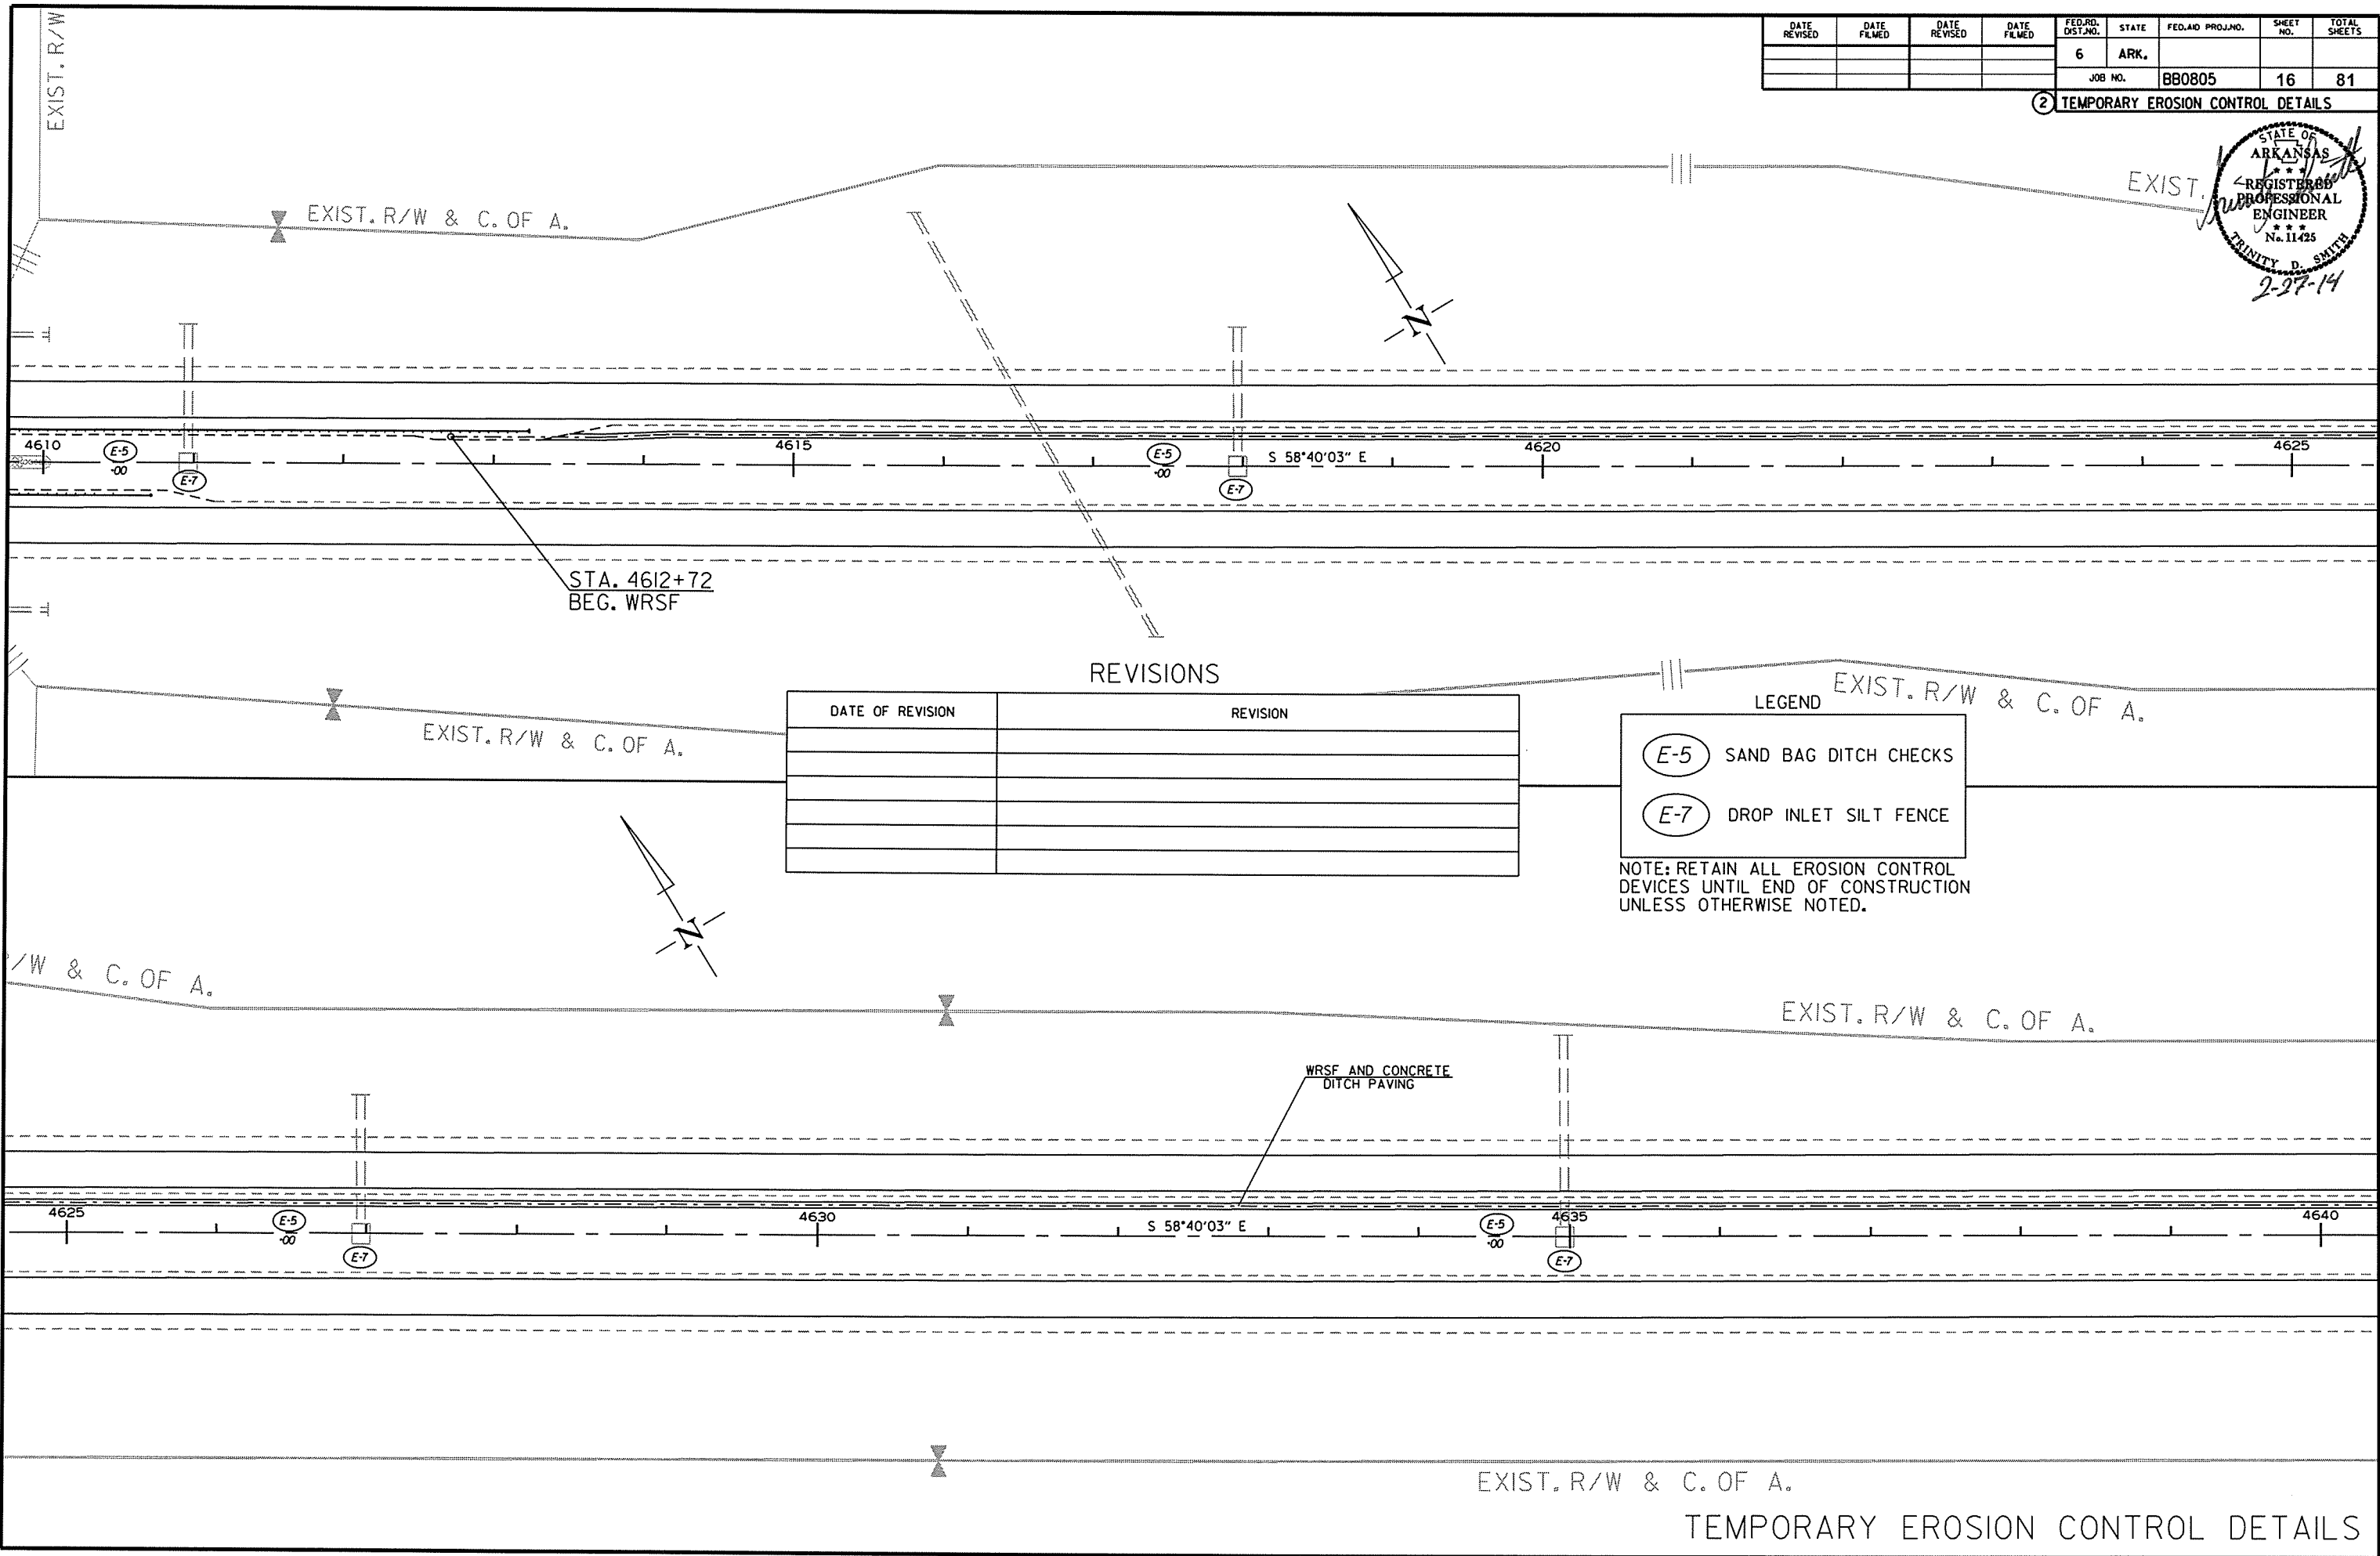 DATE REVISED DATE FILMED DATE REVISED DATE FILMED FED.RD. DIST.NO. STATE FED.AID PROJ.NO. SHEET NO. TOTAL SHEETS
6 ARK.
JOB NO. BB0805 16 81
2 TEMPORARY EROSION CONTROL DETAILS
STATE OF
ARKANSAS
REGISTERED
PROFESSIONAL
ENGINEER
No. 11425
TRINITY D. SMITH
2-27-14
EXIST. R/W
EXIST. R/W & C. OF A.
EXIST.
N
4610 4615 4620 4625
E-5
E-7
E-5
E-7
S 58°40'03" E
STA. 4612+72
BEG. WRSF
EXIST. R/W & C. OF A.
EXIST. R/W & C. OF A.
REVISIONS
DATE OF REVISION REVISION
LEGEND
E-5 SAND BAG DITCH CHECKS
E-7 DROP INLET SILT FENCE
NOTE: RETAIN ALL EROSION CONTROL
DEVICES UNTIL END OF CONSTRUCTION
UNLESS OTHERWISE NOTED.
N
/W & C. OF A.
EXIST. R/W & C. OF A.
WRSF AND CONCRETE
DITCH PAVING
4625 4630 4635 4640
E-5
E-7
S 58°40'03" E
E-5
E-7
EXIST. R/W & C. OF A.
TEMPORARY EROSION CONTROL DETAILS